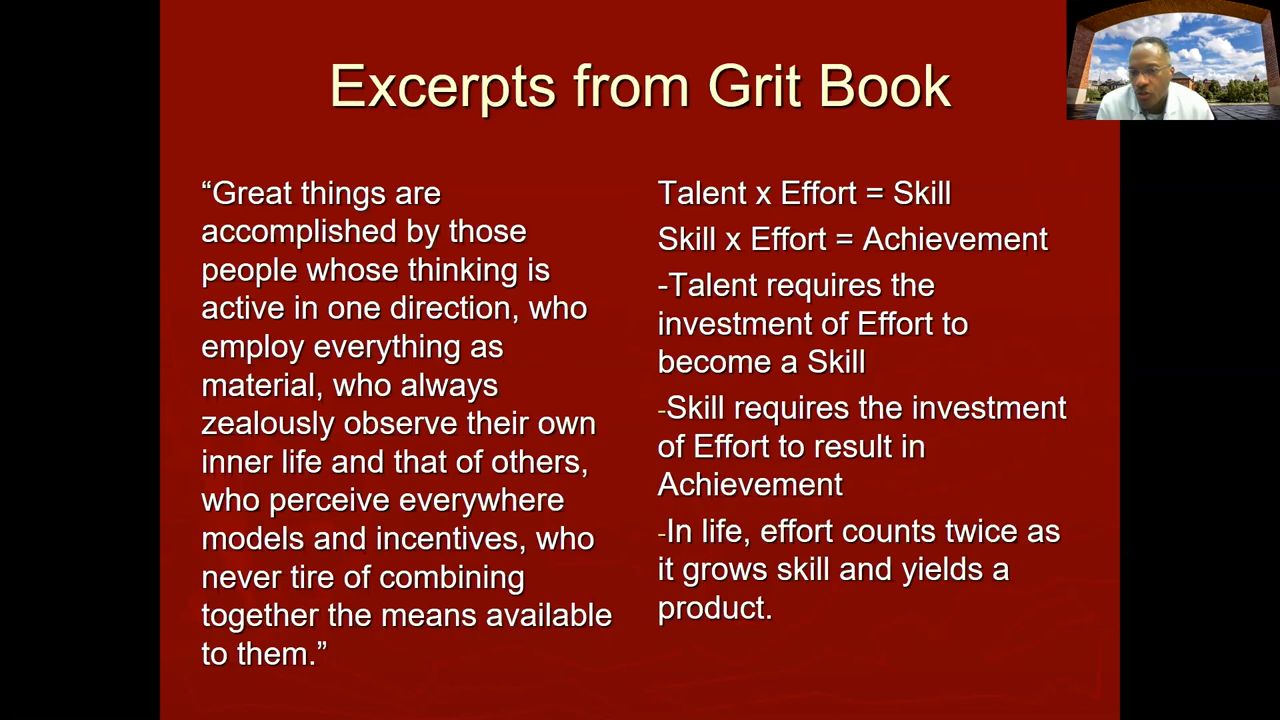 Excerpts from Grit Book
“Great things are
accomplished by those
people whose thinking is
active in one direction, who
employ everything as
material, who always
zealously observe their own
inner life and that of others,
who perceive everywhere
models and incentives, who
never tire of combining
together the means available
to them.”
Talent x Effort = Skill
Skill x Effort = Achievement
-Talent requires the
investment of Effort to
become a Skill
-Skill requires the investment
of Effort to result in
Achievement
-In life, effort counts twice as
it grows skill and yields a
product.